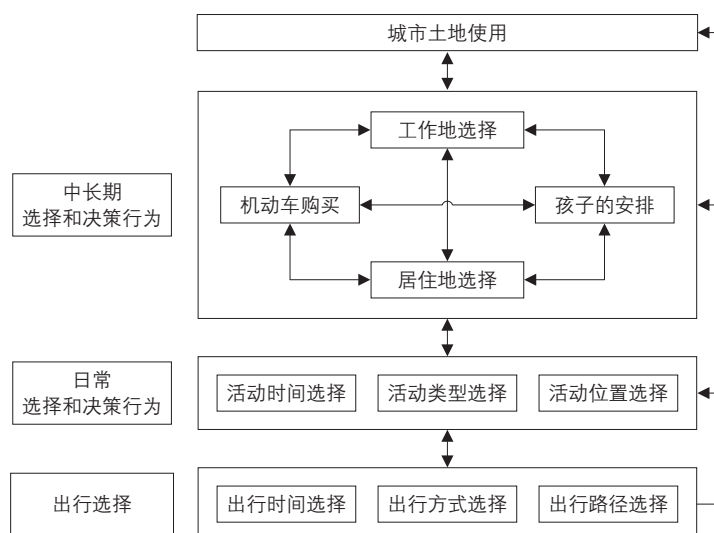 城市土地使用
工作地选择
中长期
选择和决策行为
机动车购买
孩子的安排
居住地选择
日常
选择和决策行为
活动时间选择
活动类型选择
活动位置选择
出行选择
出行时间选择
出行方式选择
出行路径选择